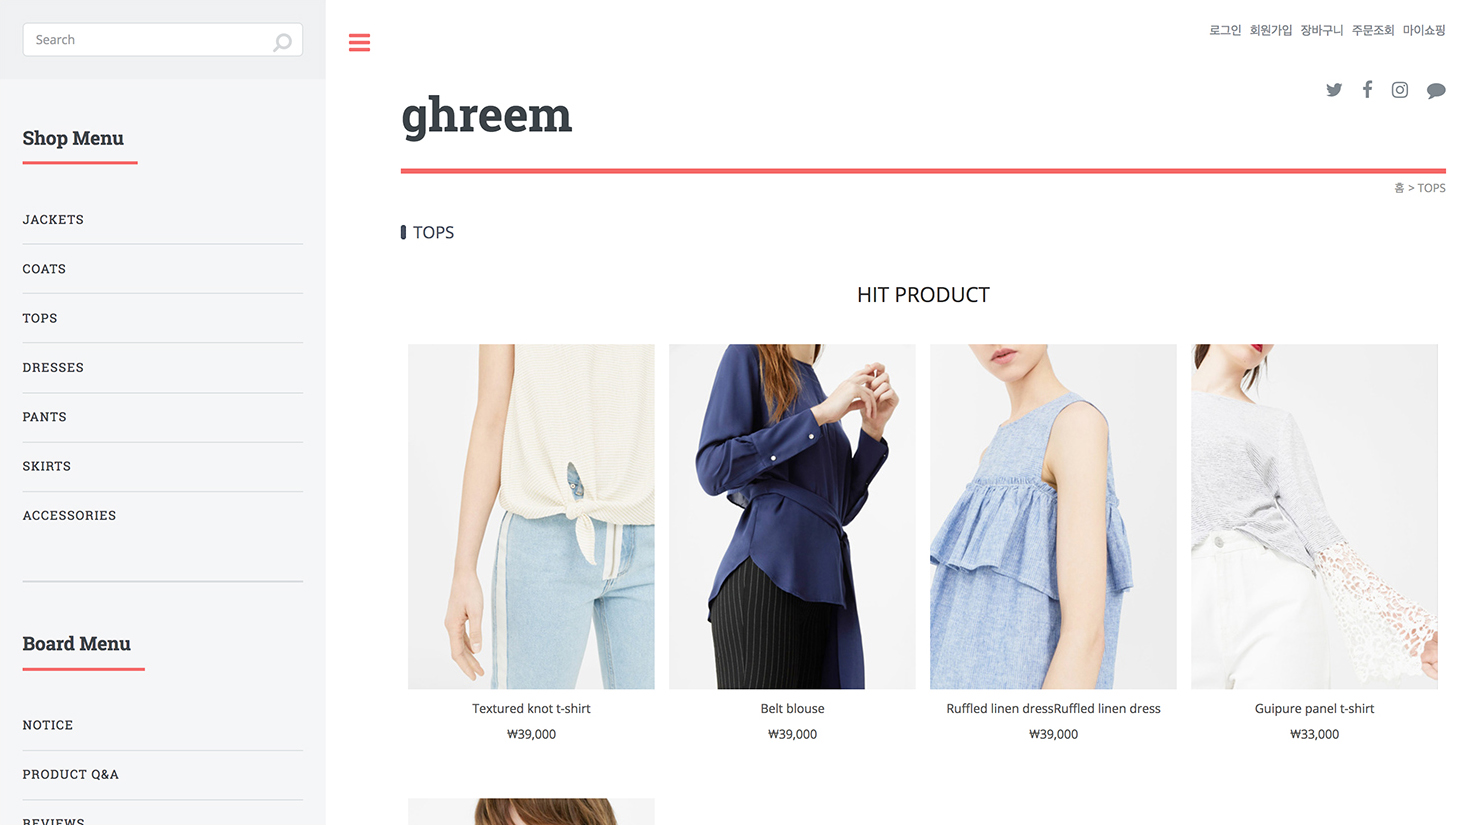 Search
로그인 회원가입 장바구니 주문조회 마이쇼핑
ghreem
홈 > TOPS
Shop Menu
JACKETS
COATS
TOPS
DRESSES
PANTS
SKIRTS
ACCESSORIES
Board Menu
NOTICE
PRODUCT Q&A
REVIEWS
TOPS
HIT PRODUCT
Textured knot t-shirt
₩39,000
Belt blouse
₩39,000
Ruffled linen dressRuffled linen dress
₩39,000
Guipure panel t-shirt
₩33,000